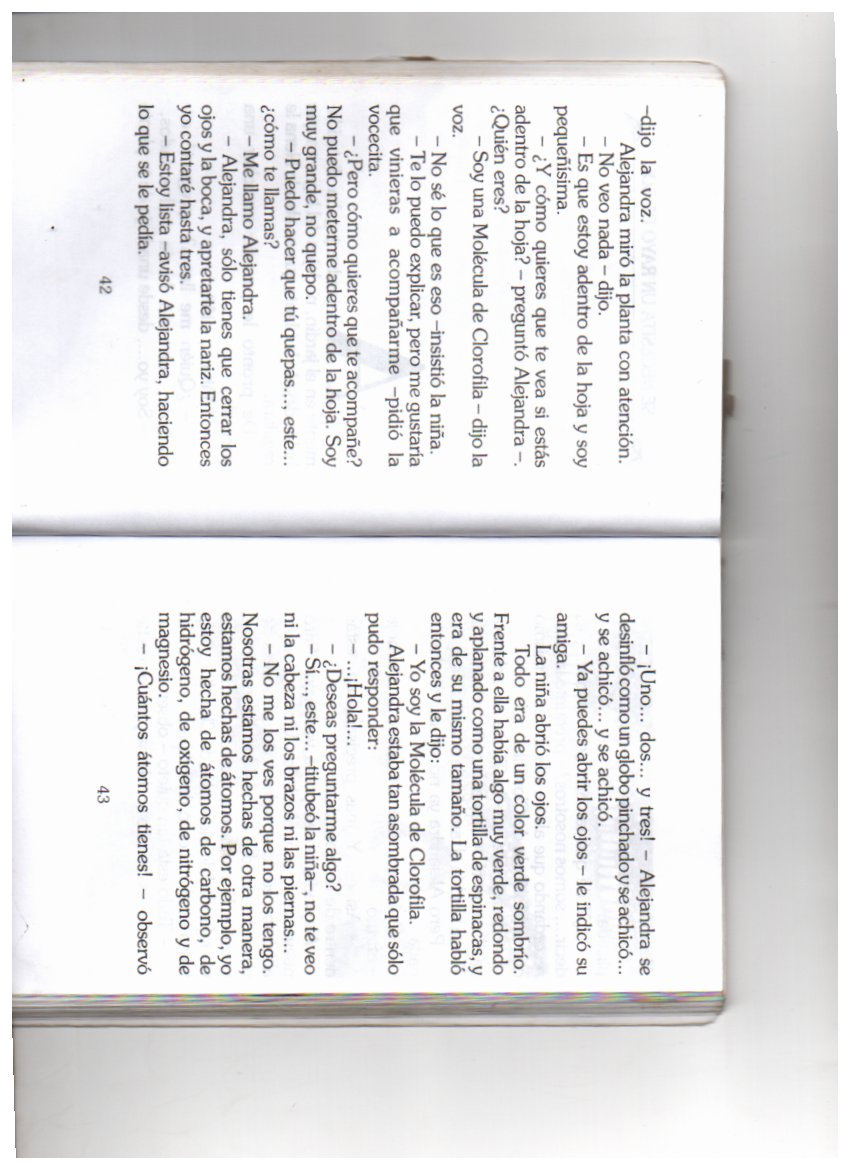 –dijo la voz.
Alejandra miró la planta con atención.
– No veo nada – dijo.
– Es que estoy adentro de la hoja y soy
pequeñísima.
– ¿Y cómo quieres que te vea si estás
adentro de la hoja? – preguntó Alejandra –.
¿Quién eres?
– Soy una Molécula de Clorofila – dijo la
voz.
– No sé lo que es eso –insistió la niña.
– Te lo puedo explicar, pero me gustaría
que vinieras a acompañarme –pidió la
vocecita.
– ¿Pero cómo quieres que te acompañe?
No puedo meterme adentro de la hoja. Soy
muy grande, no quepo.
– Puedo hacer que tú quepas..., este...
¿cómo te llamas?
– Me llamo Alejandra.
– Alejandra, sólo tienes que cerrar los
ojos y la boca, y apretarte la nariz. Entonces
yo contaré hasta tres.
– Estoy lista –avisó Alejandra, haciendo
lo que se le pedía.
42
– ¡Uno... dos... y tres! – Alejandra se
desinfló como un globo pinchado y se achicó...
y se achicó... y se achicó.
– Ya puedes abrir los ojos – le indicó su
amiga.
La niña abrió los ojos.
Todo era de un color verde sombrío.
Frente a ella había algo muy verde, redondo
y aplanado como una tortilla de espinacas, y
era de su mismo tamaño. La tortilla habló
entonces y le dijo:
– Yo soy la Molécula de Clorofila.
Alejandra estaba tan asombrada que sólo
pudo responder:
– ...¡Hola!...
– ¿Deseas preguntarme algo?
– Sí..., este... –titubeó la niña–, no te veo
ni la cabeza ni los brazos ni las piernas...
– No me los ves porque no los tengo.
Nosotras estamos hechas de otra manera,
estamos hechas de átomos. Por ejemplo, yo
estoy hecha de átomos de carbono, de
hidrógeno, de oxígeno, de nitrógeno y de
magnesio.
– ¡Cuántos átomos tienes! – observó
43